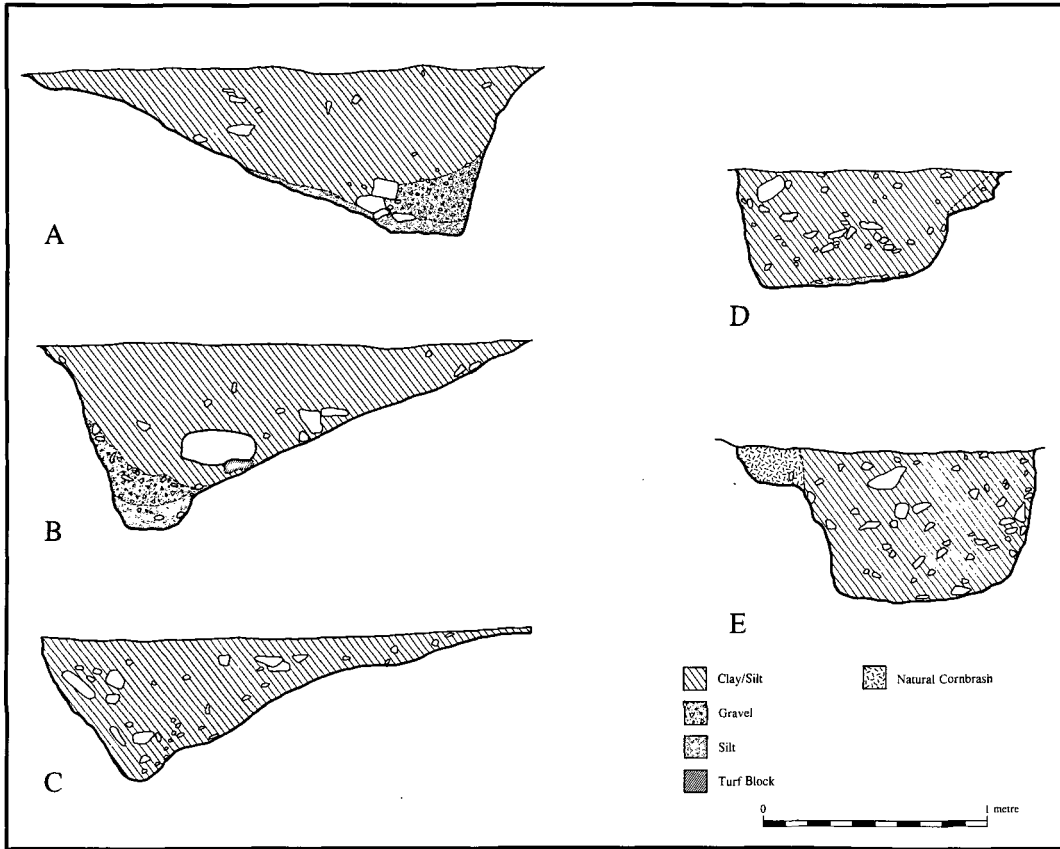 A
B
C
D
E
Clay/Silt
Gravel
Silt
Turf Block
Natural Cornbrash
0
1 metre